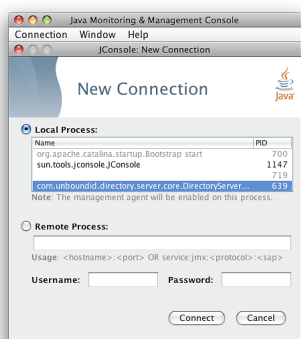 Java Monitoring & Management Console
Connection Window Help
JConsole: New Connection
New Connection
Java
Local Process:
Name PID
org.apache.catalina.startup.Bootstrap start 700
sun.tools.jconsole.JConsole 1147
719
com.unboundid.directory.server.core.DirectoryServer... 639
Note: The management agent will be enabled on this process.
Remote Process:
Usage: <hostname>:<port> OR service:jmx:<protocol>:<sap>
Username: Password:
Connect Cancel